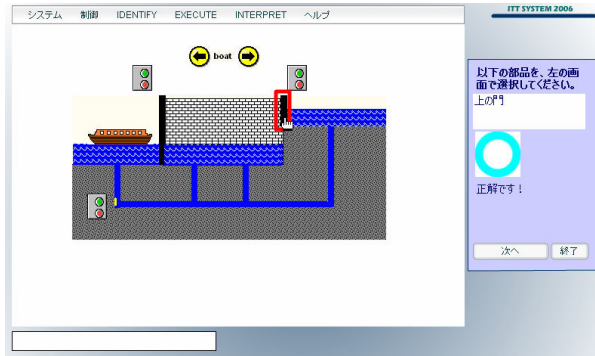 ITT SYSTEM 2006
システム 制御 IDENTIFY EXECUTE INTERPRET ヘルプ
boat
以下の部品を、左の画
面で選択してください。
上の門
正解です！
次へ 終了